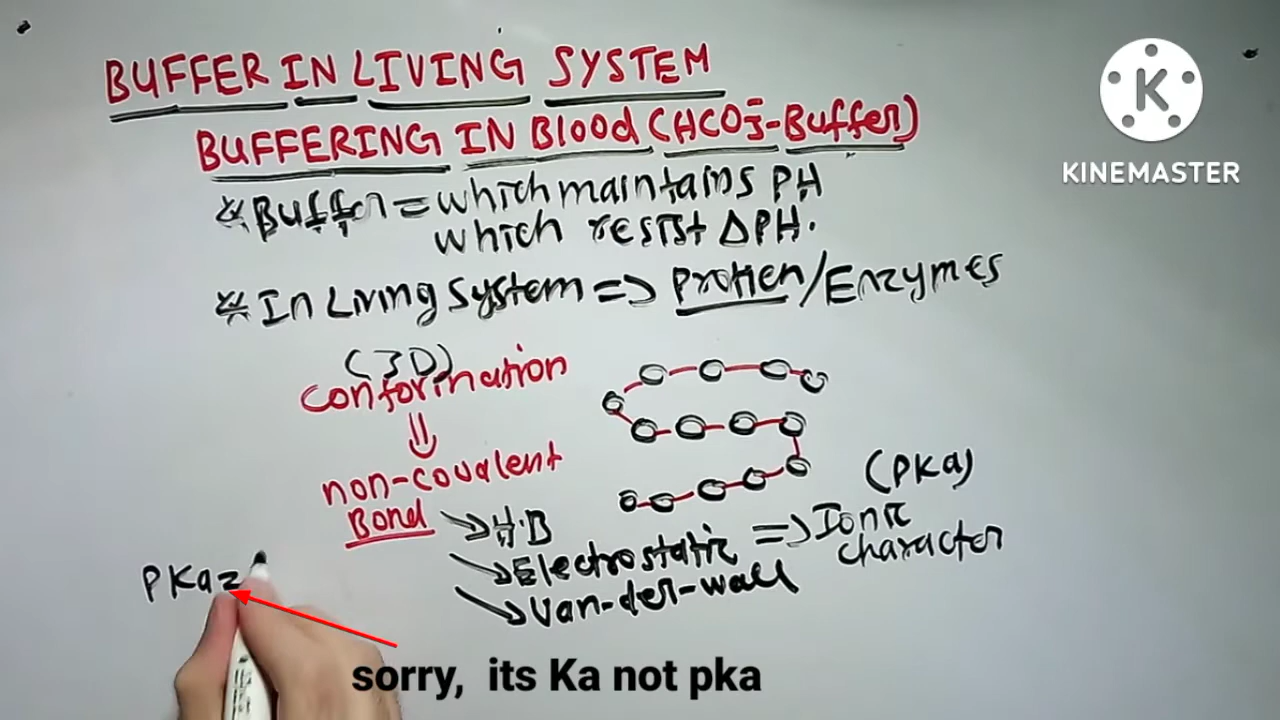 BUFFER IN LIVING SYSTEM
BUFFERING IN Blood (HCO3⁻-Buffer)
KINEMASTER
* Buffer = which maintains PH
which resist ΔPH.
* In Living System => Protien/Enzymes
(3D)
conformination
⇓
non-covalent
Bond
→ H.B
→ Electrostatic => Ionic
character
(PKa)
→ Van-der-wall
PKa=
sorry, its Ka not pka